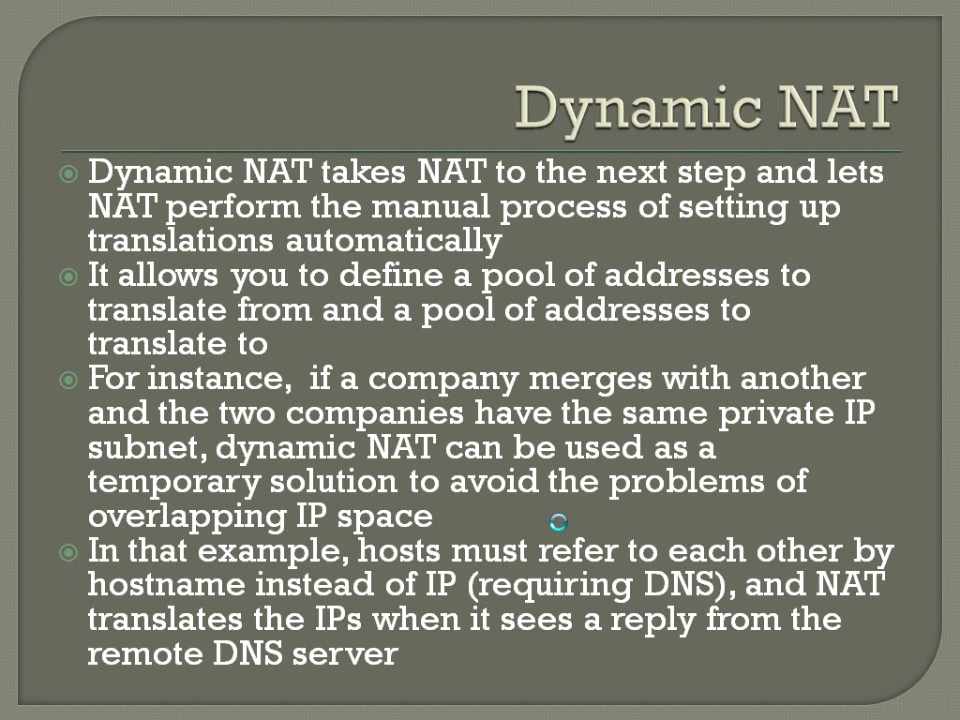 Dynamic NAT
Dynamic NAT takes NAT to the next step and lets
NAT perform the manual process of setting up
translations automatically
It allows you to define a pool of addresses to
translate from and a pool of addresses to
translate to
For instance,  if a company merges with another
and the two companies have the same private IP
subnet, dynamic NAT can be used as a
temporary solution to avoid the problems of
overlapping IP space
In that example, hosts must refer to each other by
hostname instead of IP (requiring DNS), and NAT
translates the IPs when it sees a reply from the
remote DNS server